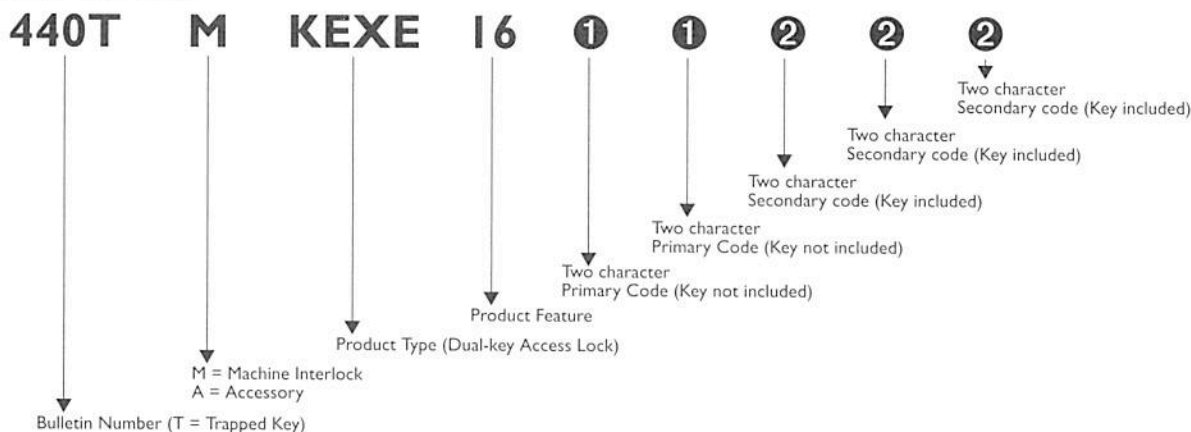 440T M KEXE 16 ❶ ❶ ❷ ❷ ❷
Two character
Secondary code (Key included)
Two character
Secondary code (Key included)
Two character
Secondary code (Key included)
Two character
Primary Code (Key not included)
Two character
Primary Code (Key not included)
Product Feature
Product Type (Dual-key Access Lock)
M = Machine Interlock
A = Accessory
Bulletin Number (T = Trapped Key)